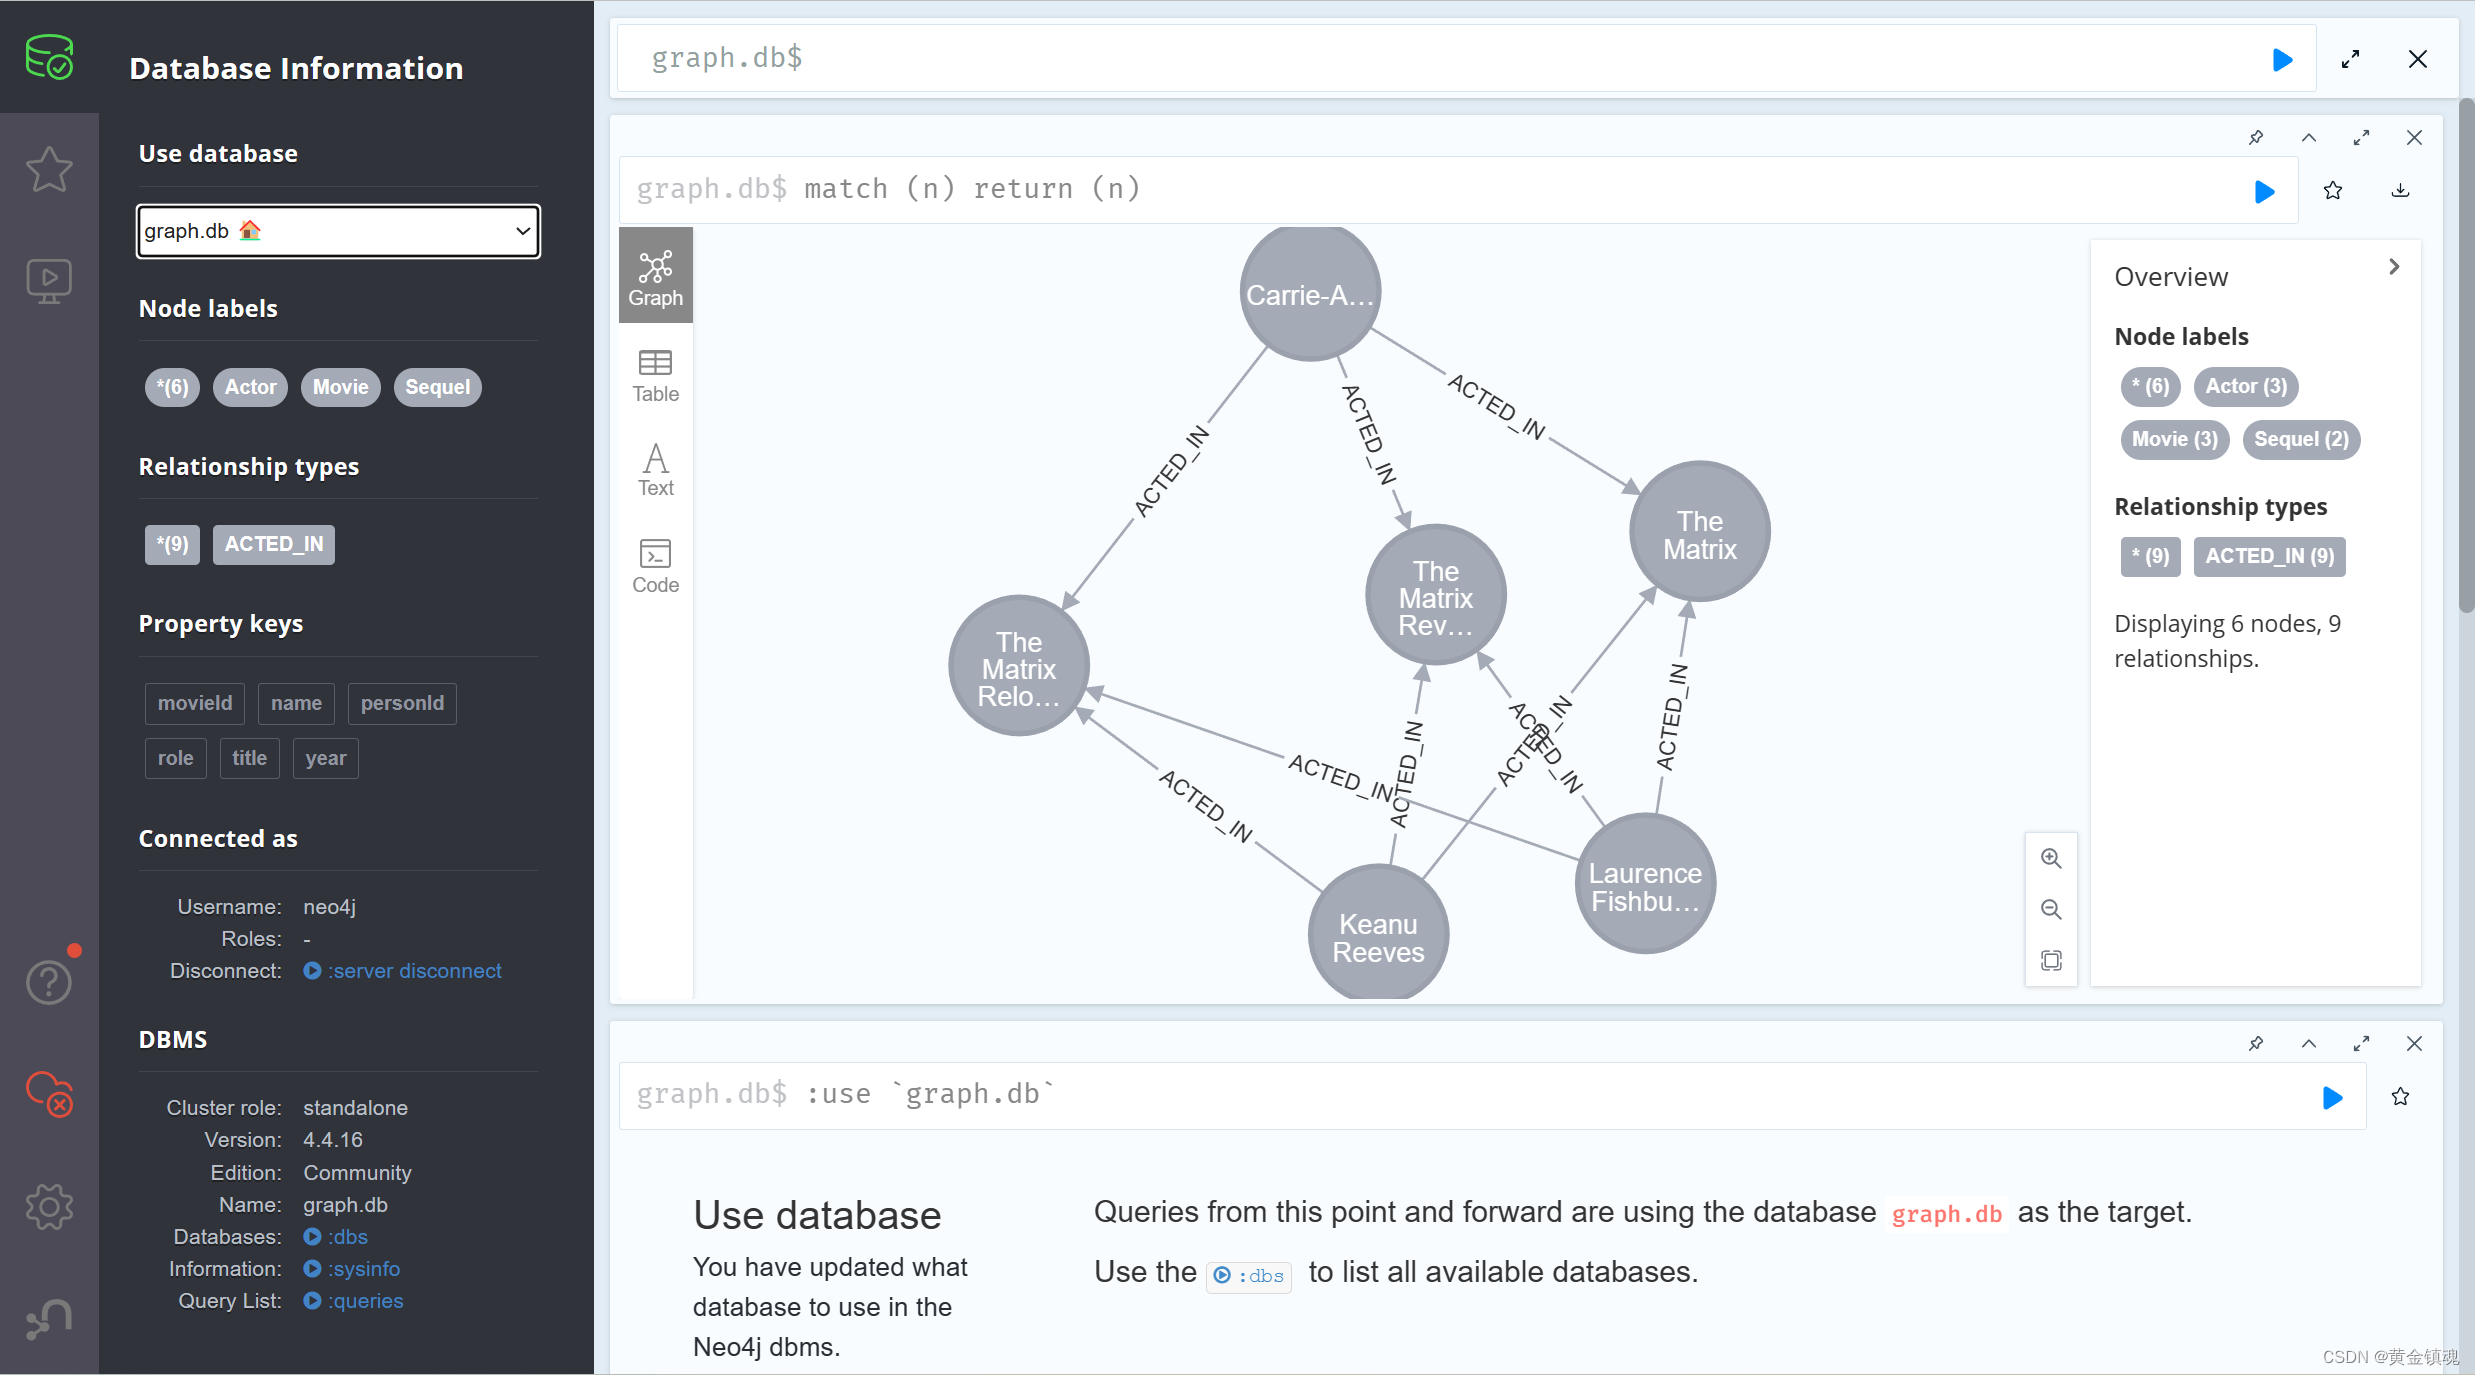 Database Information
Use database
graph.db
Node labels
*(6) Actor Movie Sequel
Relationship types
*(9) ACTED_IN
Property keys
movieId name personId
role title year
Connected as
Username: neo4j
Roles: -
Disconnect: :server disconnect
DBMS
Cluster role: standalone
Version: 4.4.16
Edition: Community
Name: graph.db
Databases: :dbs
Information: :sysinfo
Query List: :queries
graph.db$
graph.db$ match (n) return (n)
Graph
Table
Text
Code
Carrie-A…
ACTED_IN
ACTED_IN
ACTED_IN
The
Matrix
The
Matrix
Rev…
The
Matrix
Relo…
ACTED_IN
ACTED_IN
ACTED_IN
ACTED_IN
ACTED_IN
ACTED_IN
Laurence
Fishbu…
Keanu
Reeves
Overview
Node labels
* (6) Actor (3)
Movie (3) Sequel (2)
Relationship types
* (9) ACTED_IN (9)
Displaying 6 nodes, 9
relationships.
graph.db$ :use `graph.db`
Use database
You have updated what
database to use in the
Neo4j dbms.
Queries from this point and forward are using the database graph.db as the target.
Use the :dbs to list all available databases.
CSDN @黄金镇魂